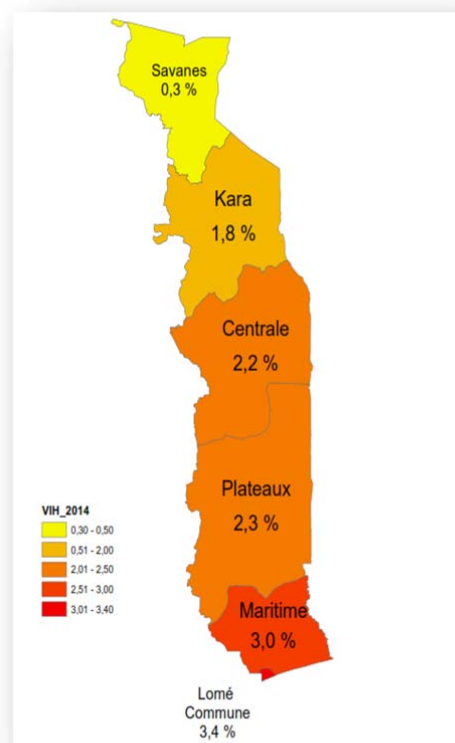 Savanes
0,3 %
Kara
1,8 %
Centrale
2,2 %
Plateaux
2,3 %
VIH_2014
0,30 - 0,50
0,51 - 2,00
2,01 - 2,50
2,51 - 3,00
3,01 - 3,40
Maritime
3,0 %
Lomé
Commune
3,4 %